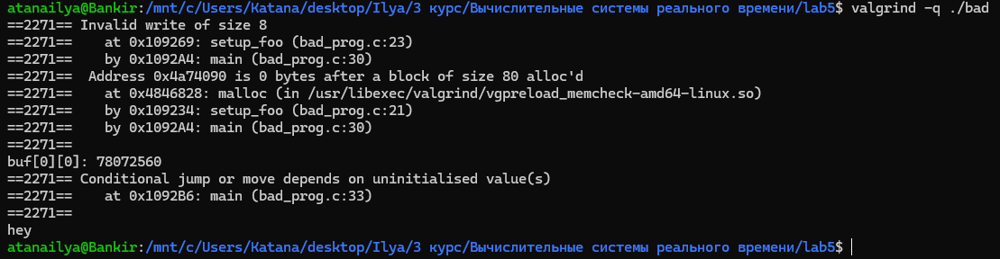 atanailya@Bankir:/mnt/c/Users/Katana/desktop/Ilya/3 курс/Вычислительные системы реального времени/lab5$ valgrind -q ./bad
==2271== Invalid write of size 8
==2271==    at 0x109269: setup_foo (bad_prog.c:23)
==2271==    by 0x1092A4: main (bad_prog.c:30)
==2271==  Address 0x4a74090 is 0 bytes after a block of size 80 alloc'd
==2271==    at 0x4846828: malloc (in /usr/libexec/valgrind/vgpreload_memcheck-amd64-linux.so)
==2271==    by 0x109234: setup_foo (bad_prog.c:21)
==2271==    by 0x1092A4: main (bad_prog.c:30)
==2271==
buf[0][0]: 78072560
==2271== Conditional jump or move depends on uninitialised value(s)
==2271==    at 0x1092B6: main (bad_prog.c:33)
==2271==
hey
atanailya@Bankir:/mnt/c/Users/Katana/desktop/Ilya/3 курс/Вычислительные системы реального времени/lab5$